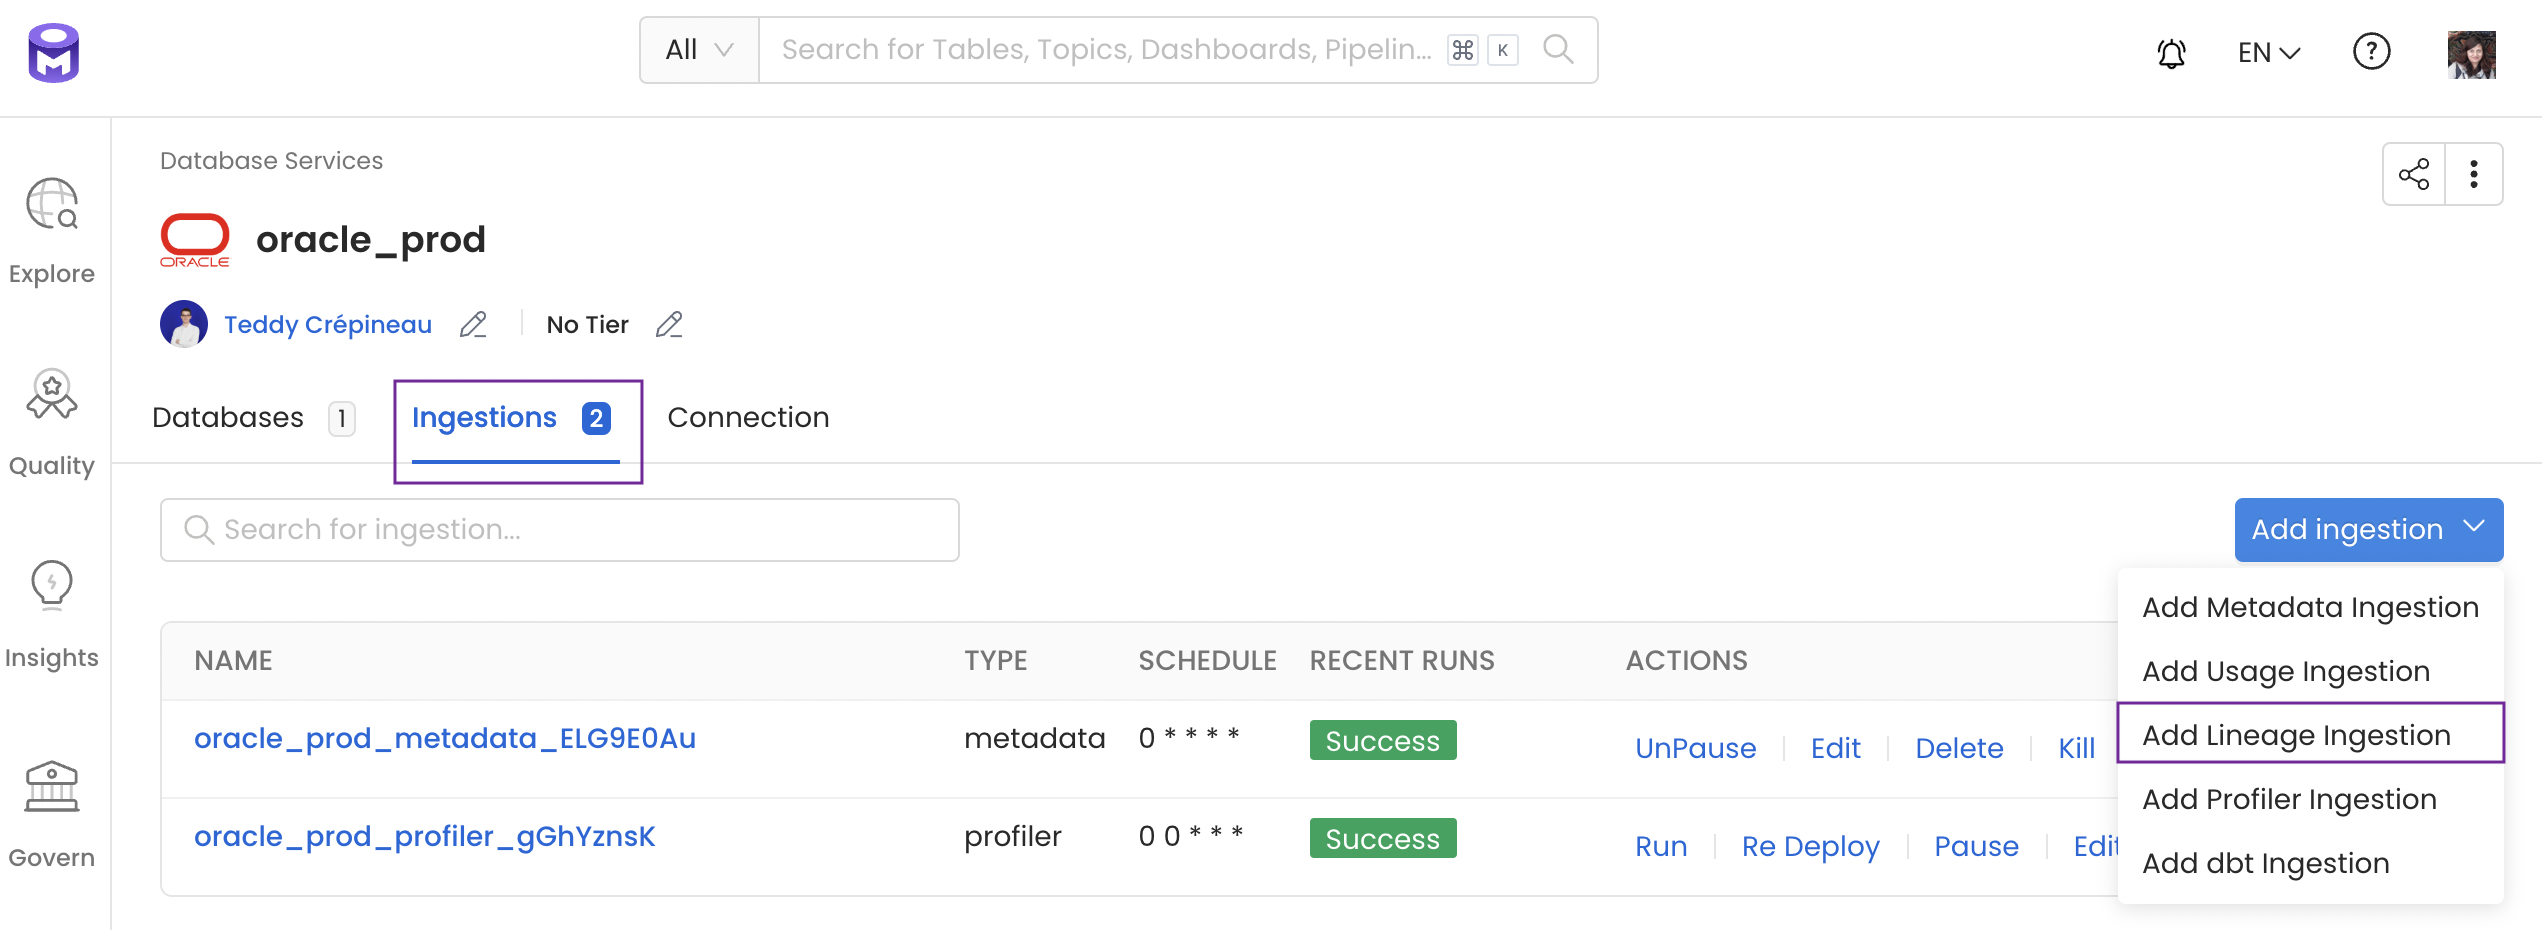 All
Search for Tables, Topics, Dashboards, Pipelin...
⌘ K
EN
?
Database Services
ORACLE
oracle_prod
Explore
Teddy Crépineau
No Tier
Databases 1
Ingestions 2
Connection
Quality
Search for ingestion...
Add ingestion
Add Metadata Ingestion
Add Usage Ingestion
Add Lineage Ingestion
Add Profiler Ingestion
Add dbt Ingestion
Insights
NAME TYPE SCHEDULE RECENT RUNS ACTIONS
oracle_prod_metadata_ELG9E0Au metadata 0 * * * * Success UnPause Edit Delete Kill
oracle_prod_profiler_gGhYznsK profiler 0 0 * * * Success Run Re Deploy Pause Edit
Govern